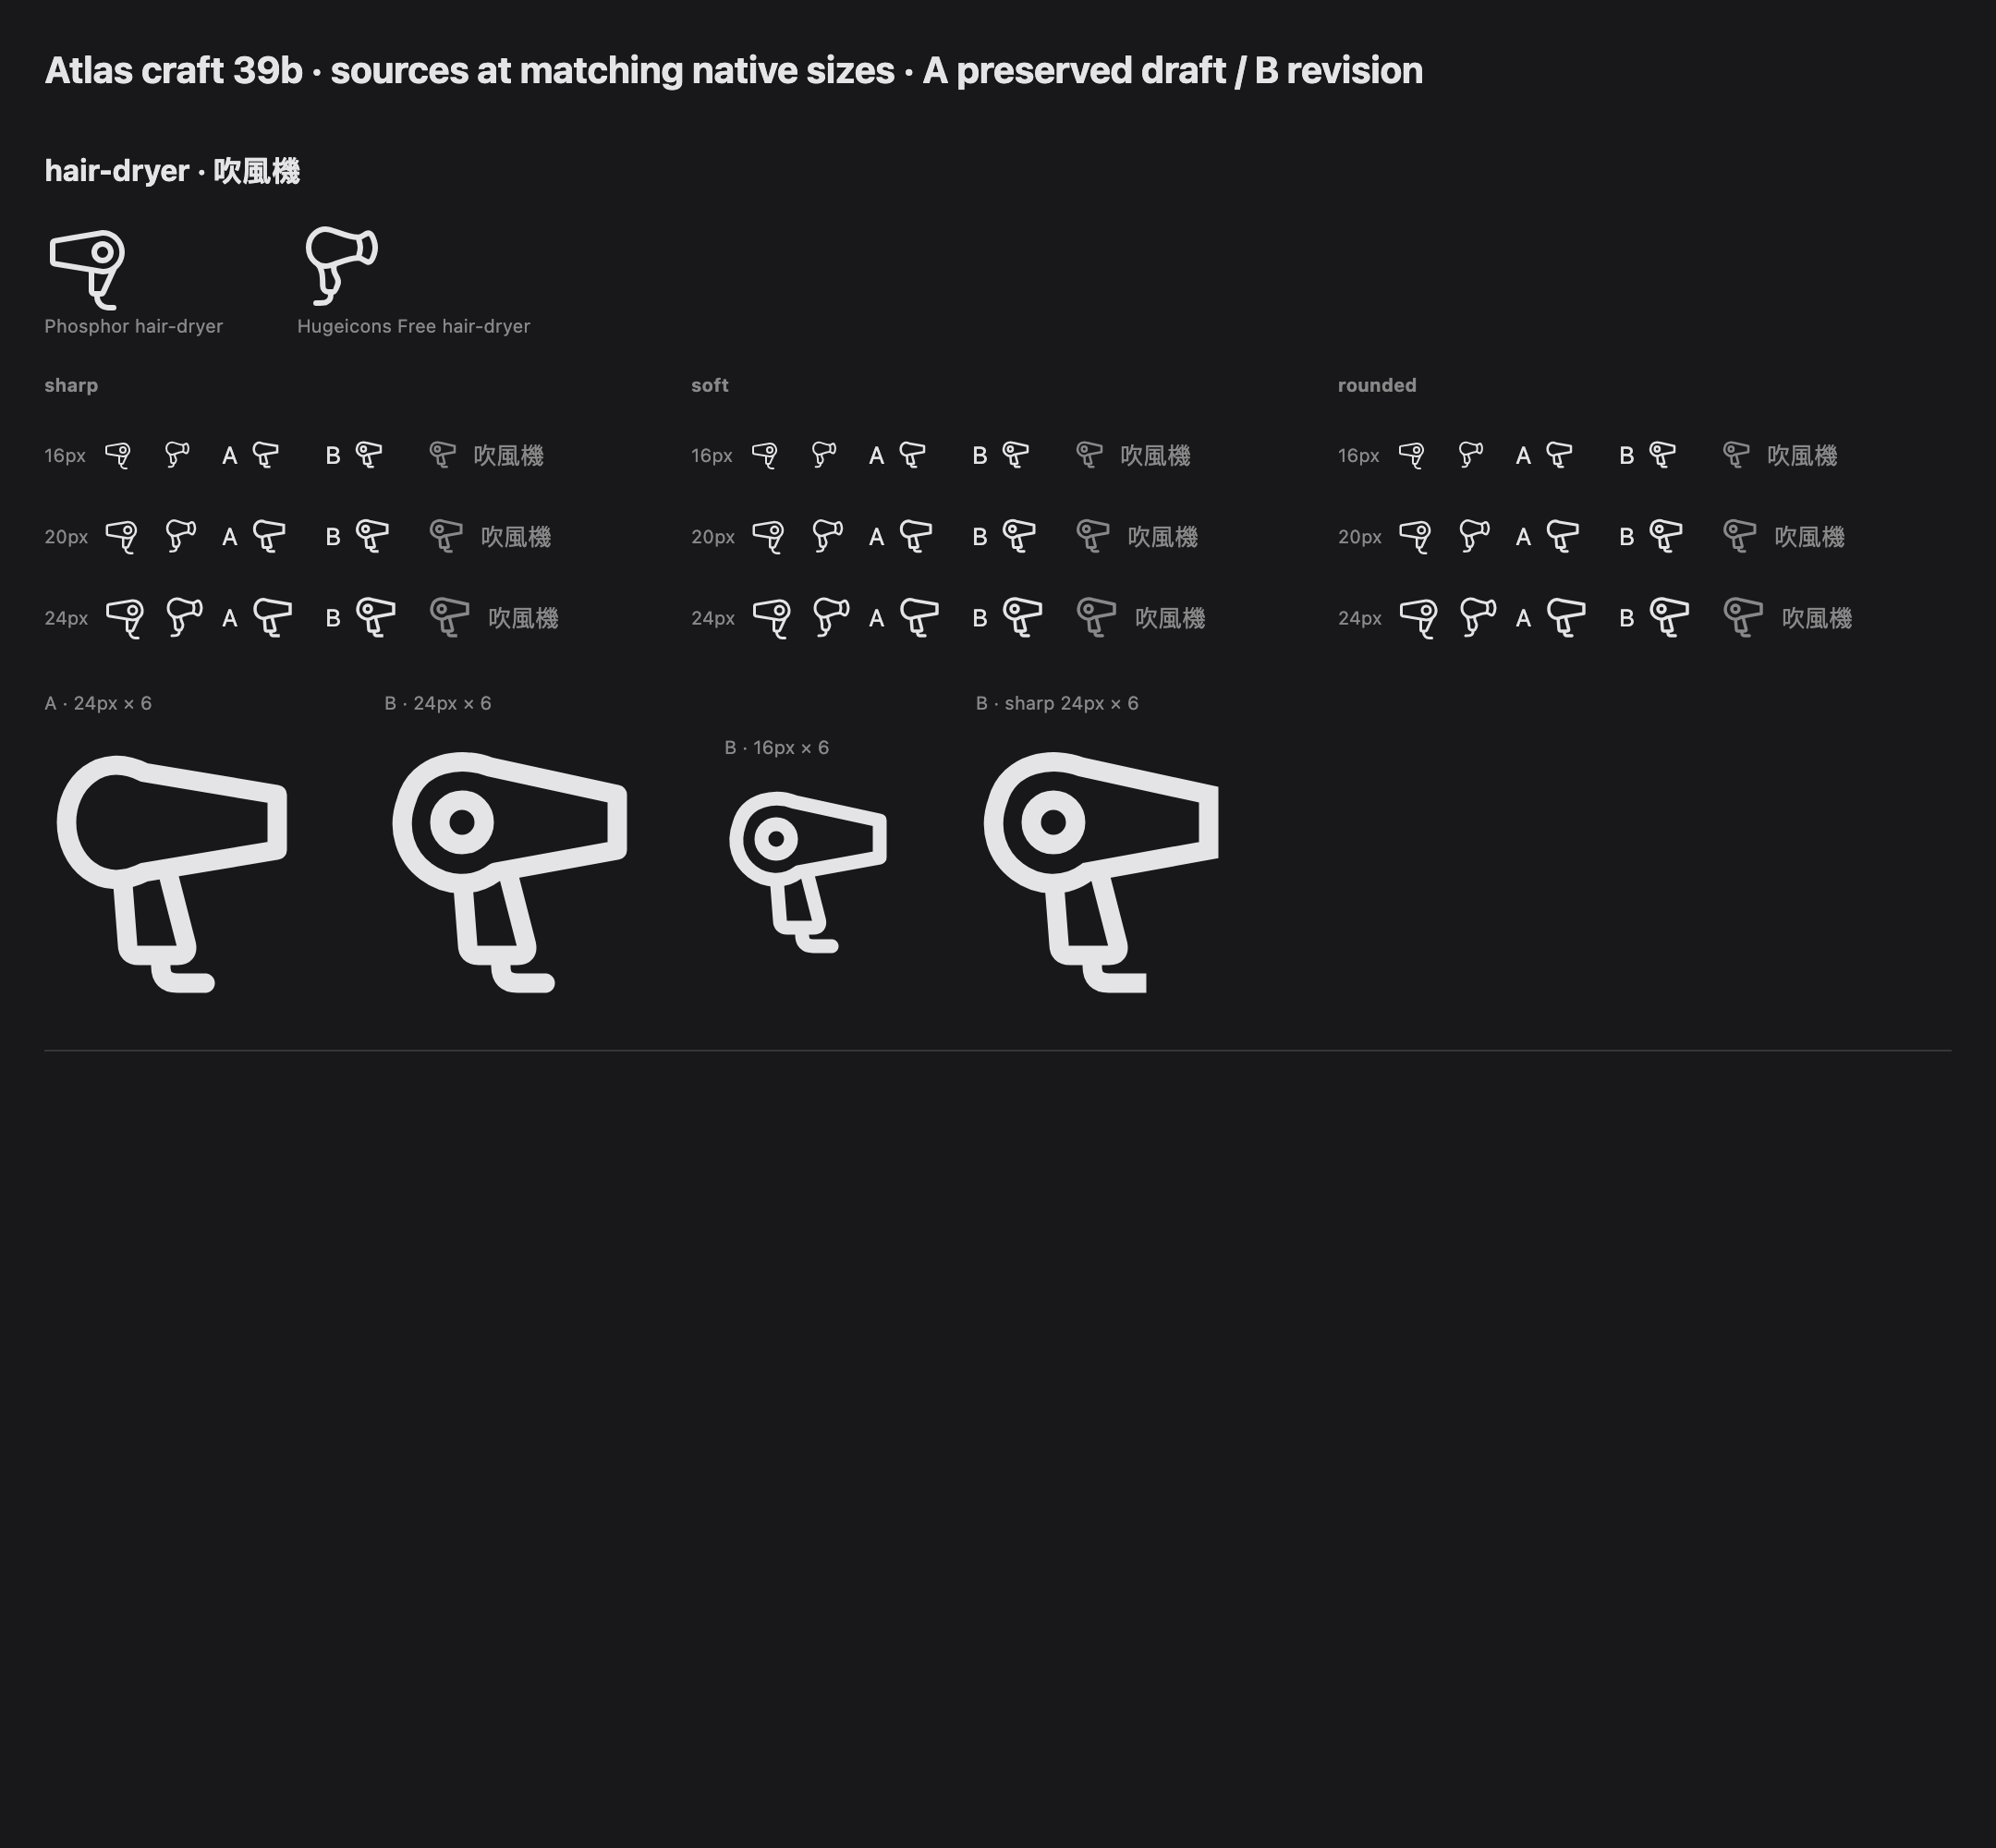 Atlas craft 39b · sources at matching native sizes · A preserved draft / B revision
hair-dryer · 吹風機
Phosphor hair-dryer
Hugeicons Free hair-dryer
sharp
16px A B 吹風機
20px A B 吹風機
24px A B 吹風機
soft
16px A B 吹風機
20px A B 吹風機
24px A B 吹風機
rounded
16px A B 吹風機
20px A B 吹風機
24px A B 吹風機
A · 24px × 6
B · 24px × 6
B · 16px × 6
B · sharp 24px × 6